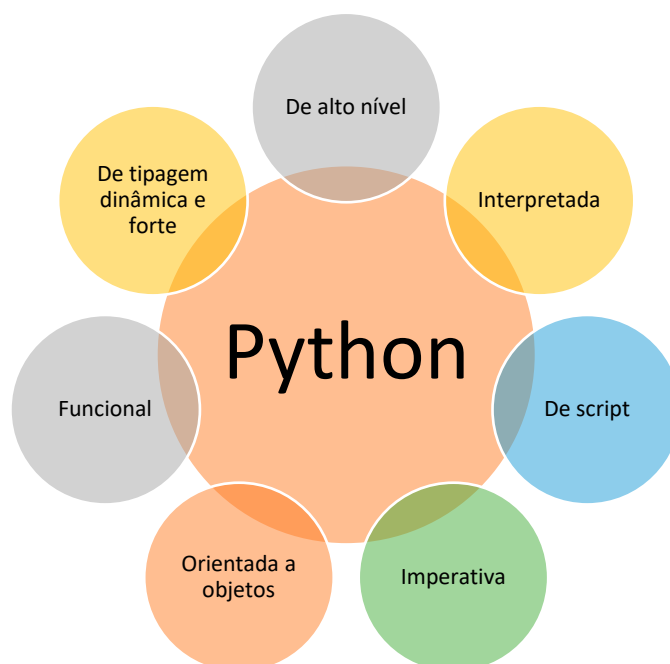 De alto nível
De tipagem
dinâmica e
forte
Interpretada
Python
Funcional
De script
Orientada a
objetos
Imperativa